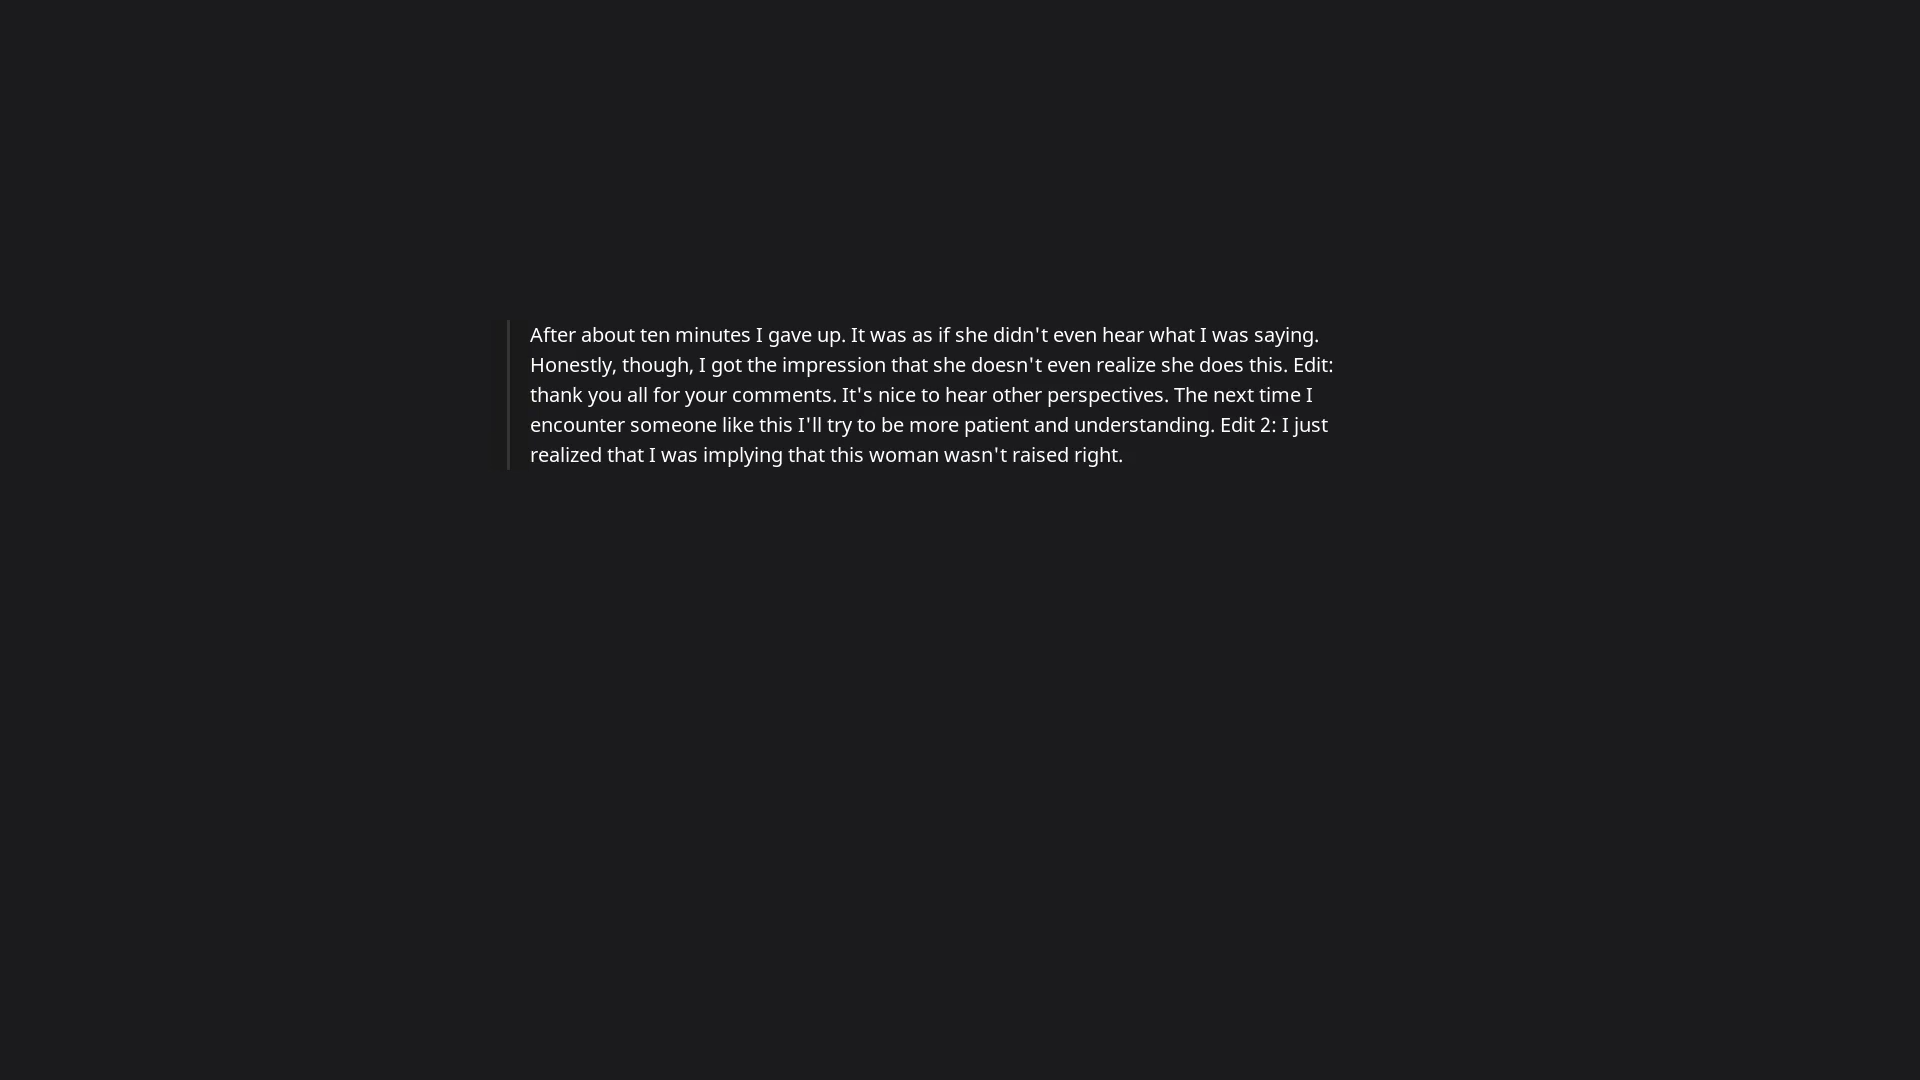 After about ten minutes I gave up. It was as if she didn't even hear what I was saying.
Honestly, though, I got the impression that she doesn't even realize she does this. Edit:
thank you all for your comments. It's nice to hear other perspectives. The next time I
encounter someone like this I'll try to be more patient and understanding. Edit 2: I just
realized that I was implying that this woman wasn't raised right.